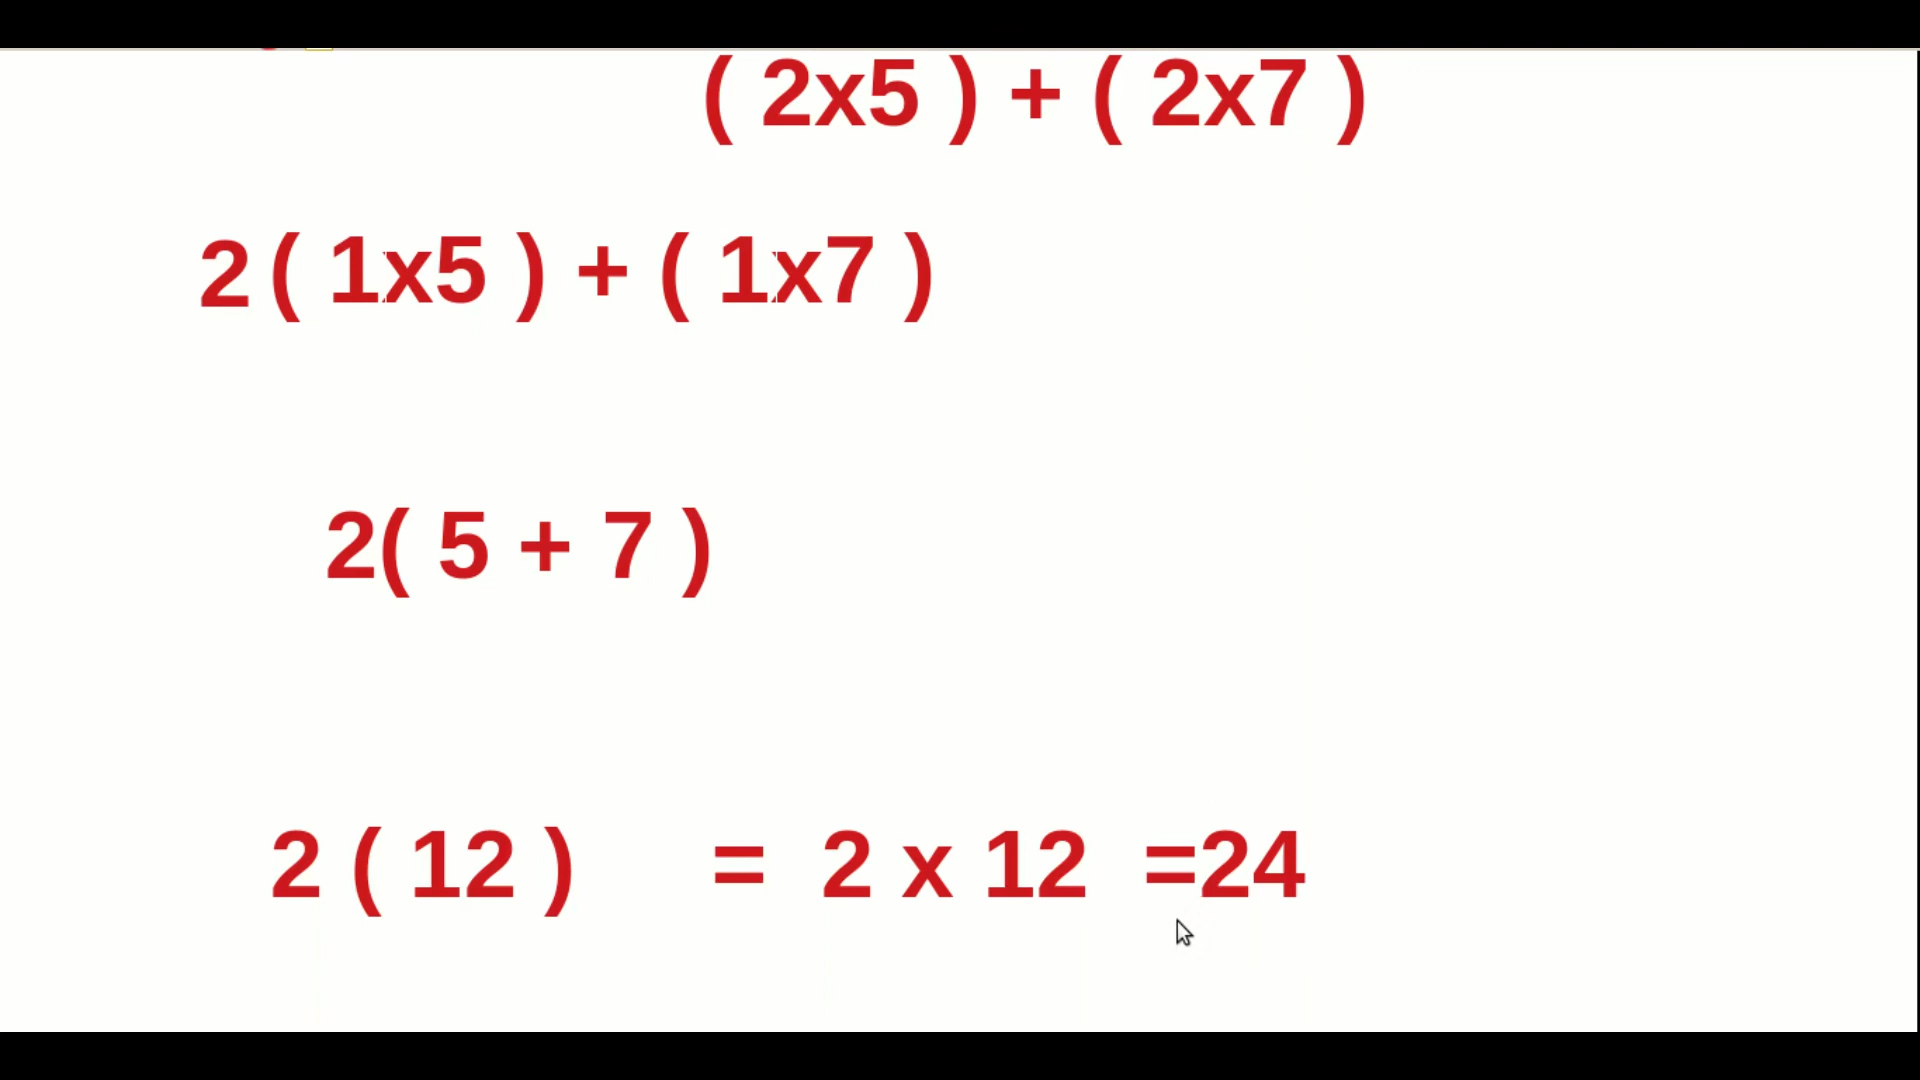 ( 2x5 ) + ( 2x7 )
2 ( 1x5 ) + ( 1x7 )
2( 5 + 7 )
2 ( 12 ) = 2 x 12 =24